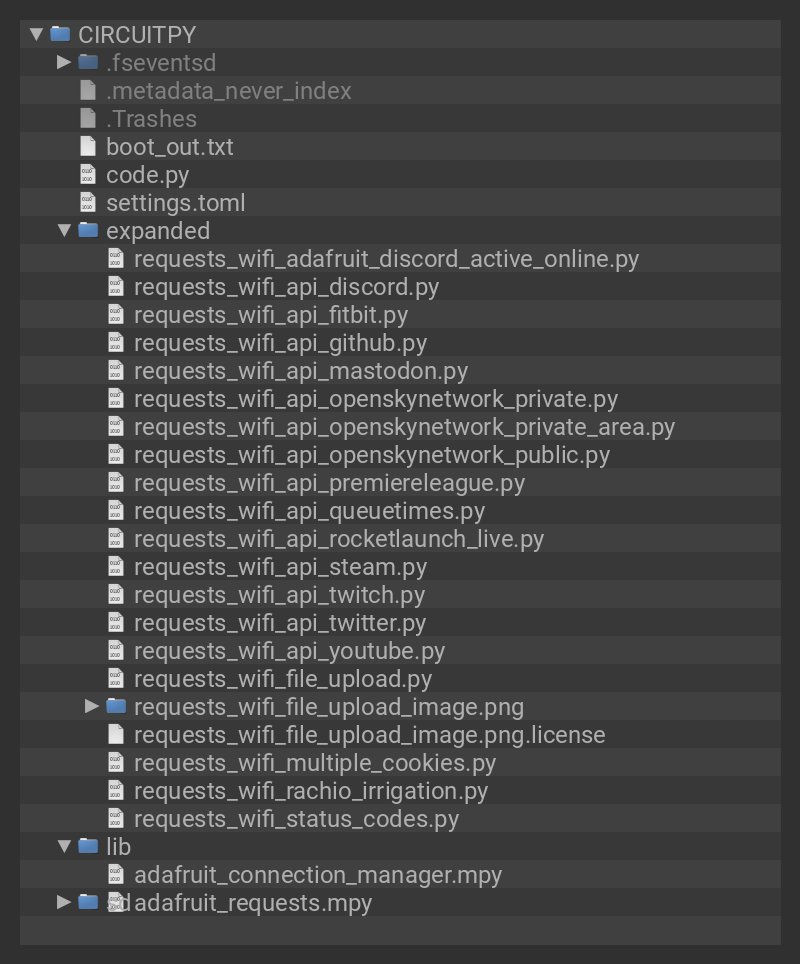 CIRCUITPY
.fseventsd
.metadata_never_index
.Trashes
boot_out.txt
code.py
settings.toml
expanded
requests_wifi_adafruit_discord_active_online.py
requests_wifi_api_discord.py
requests_wifi_api_fitbit.py
requests_wifi_api_github.py
requests_wifi_api_mastodon.py
requests_wifi_api_openskynetwork_private.py
requests_wifi_api_openskynetwork_private_area.py
requests_wifi_api_openskynetwork_public.py
requests_wifi_api_premiereleague.py
requests_wifi_api_queuetimes.py
requests_wifi_api_rocketlaunch_live.py
requests_wifi_api_steam.py
requests_wifi_api_twitch.py
requests_wifi_api_twitter.py
requests_wifi_api_youtube.py
requests_wifi_file_upload.py
requests_wifi_file_upload_image.png
requests_wifi_file_upload_image.png.license
requests_wifi_multiple_cookies.py
requests_wifi_rachio_irrigation.py
requests_wifi_status_codes.py
lib
adafruit_connection_manager.mpy
sd adafruit_requests.mpy